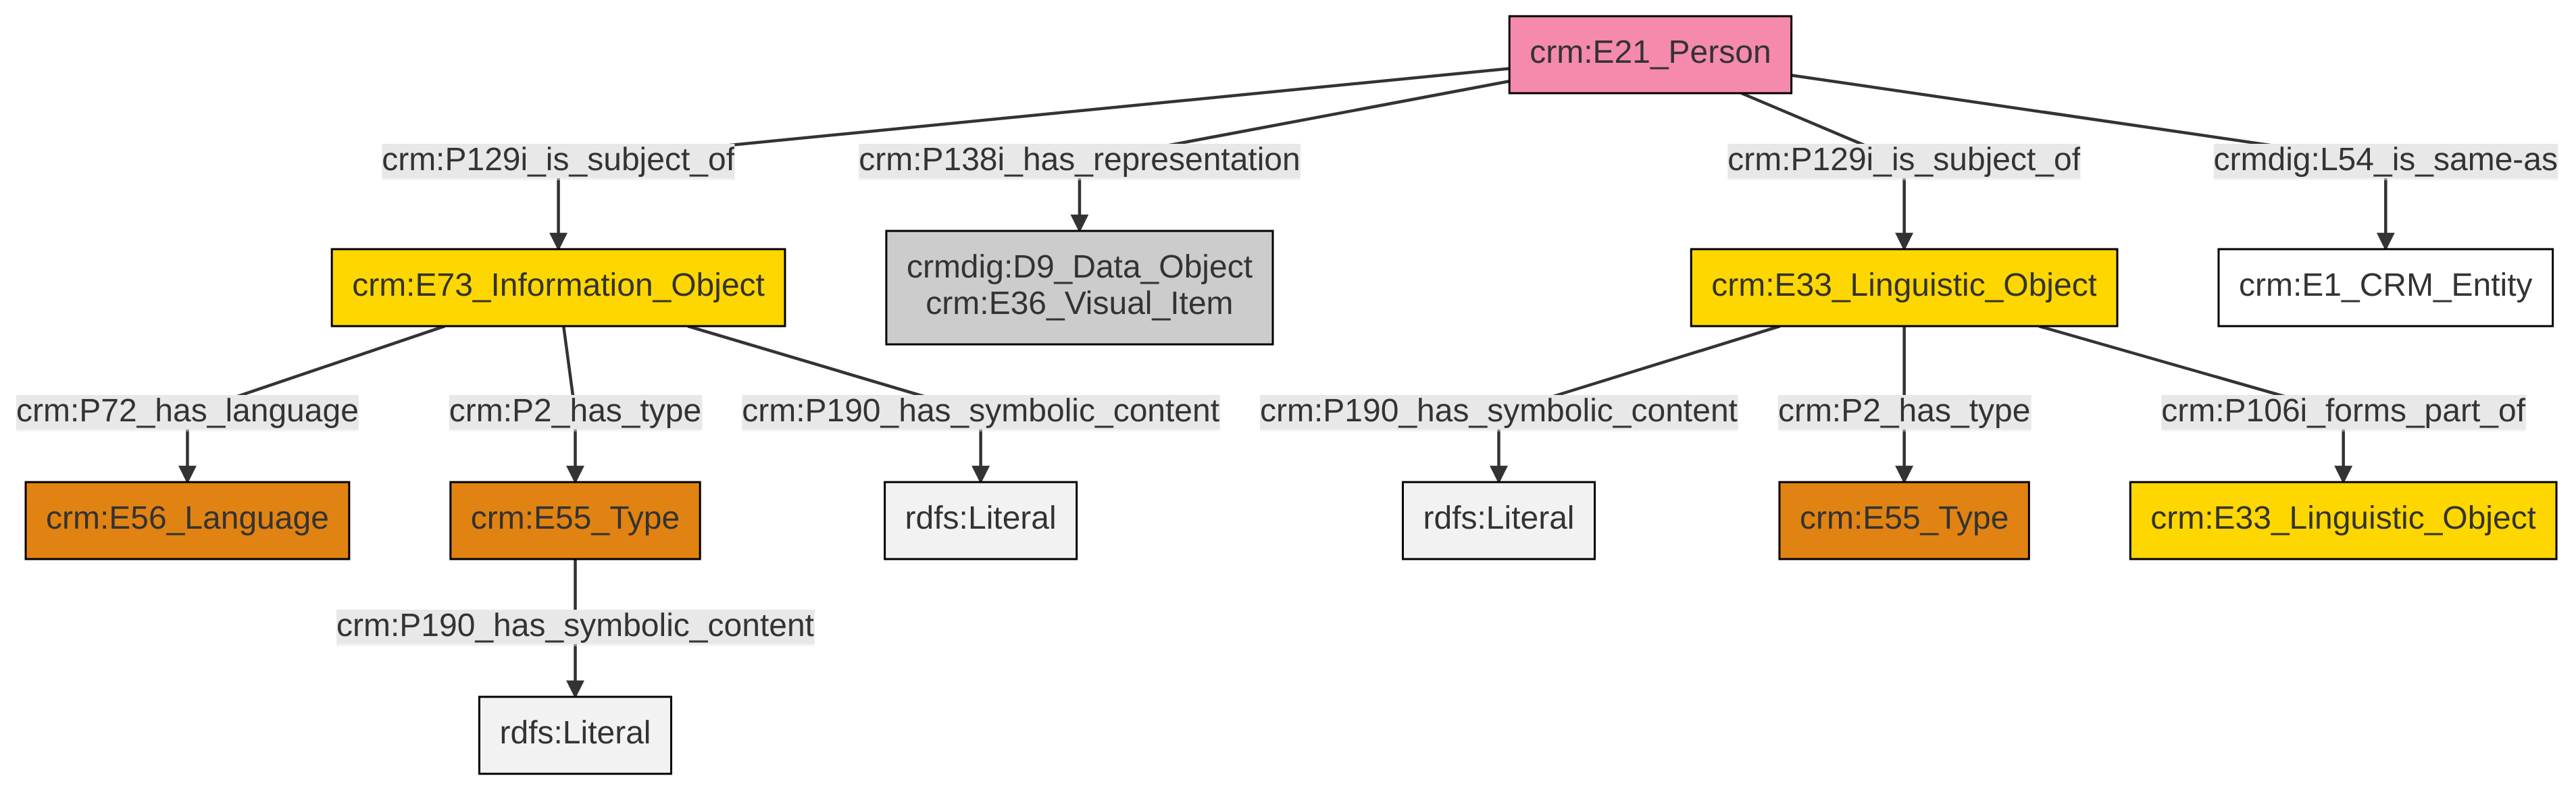 crm:E21_Person
crm:P129i_is_subject_of
crm:P138i_has_representation
crm:P129i_is_subject_of
crmdig:L54_is_same-as
crm:E73_Information_Object
crmdig:D9_Data_Object
crm:E36_Visual_Item
crm:E33_Linguistic_Object
crm:E1_CRM_Entity
crm:P72_has_language
crm:P2_has_type
crm:P190_has_symbolic_content
crm:P190_has_symbolic_content
crm:P2_has_type
crm:P106i_forms_part_of
crm:E56_Language
crm:E55_Type
rdfs:Literal
rdfs:Literal
crm:E55_Type
crm:E33_Linguistic_Object
crm:P190_has_symbolic_content
rdfs:Literal